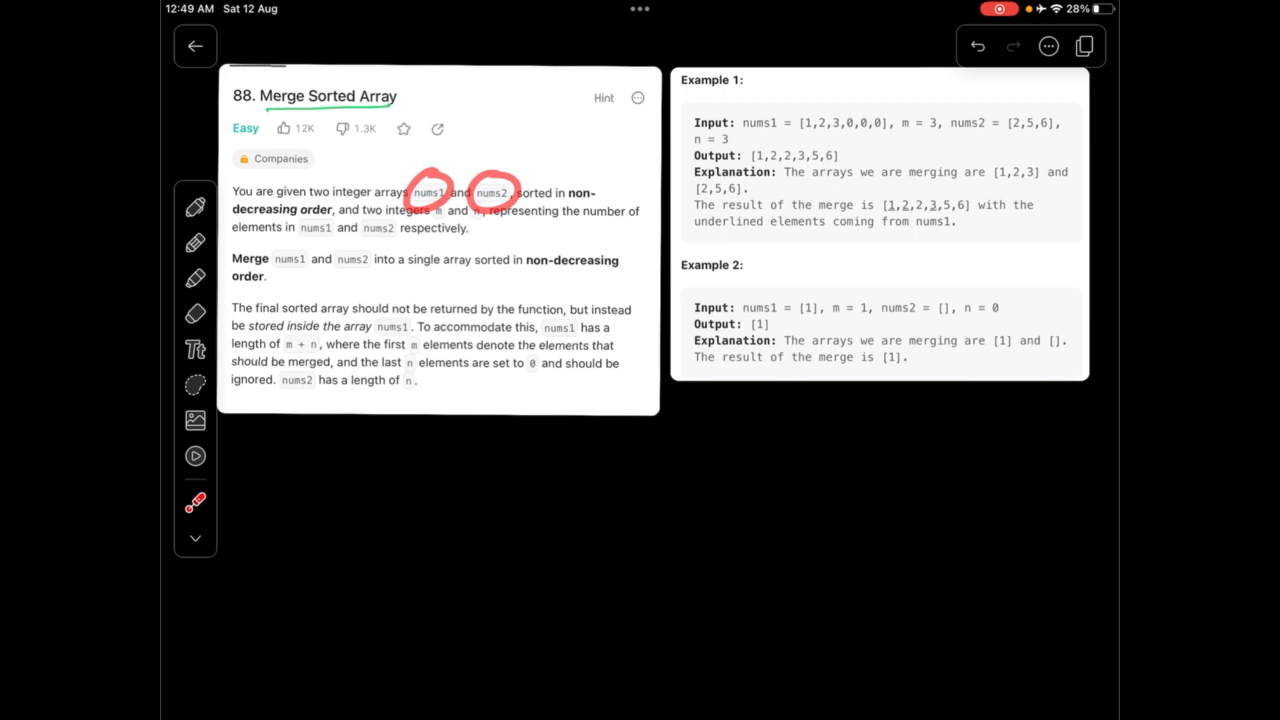 12:49 AM Sat 12 Aug
28%
88. Merge Sorted Array
Hint
Easy 12K 1.3K
Companies
You are given two integer arrays nums1 and nums2, sorted in non-
decreasing order, and two integers m and n, representing the number of
elements in nums1 and nums2 respectively.
Merge nums1 and nums2 into a single array sorted in non-decreasing
order.
The final sorted array should not be returned by the function, but instead
be stored inside the array nums1. To accommodate this, nums1 has a
length of m + n, where the first m elements denote the elements that
should be merged, and the last n elements are set to 0 and should be
ignored. nums2 has a length of n.
Example 1:
Input: nums1 = [1,2,3,0,0,0], m = 3, nums2 = [2,5,6],
n = 3
Output: [1,2,2,3,5,6]
Explanation: The arrays we are merging are [1,2,3] and
[2,5,6].
The result of the merge is [1,2,2,3,5,6] with the
underlined elements coming from nums1.
Example 2:
Input: nums1 = [1], m = 1, nums2 = [], n = 0
Output: [1]
Explanation: The arrays we are merging are [1] and [].
The result of the merge is [1].
Tt